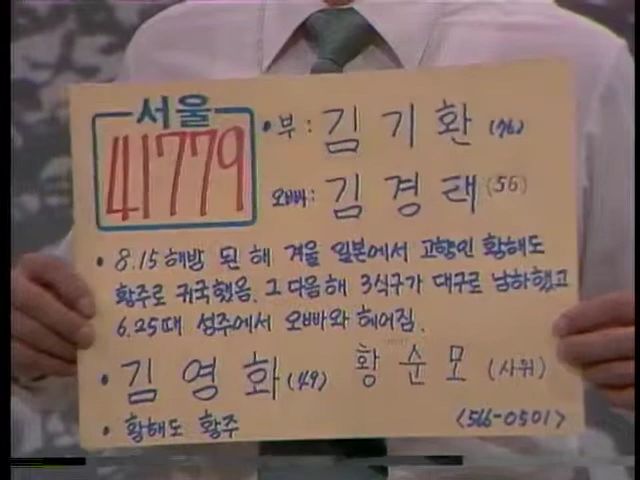 서울
41779
• 부 : 김기환 (76)
오빠 : 김경태 (56)
• 8.15 해방 된 해 겨울 일본에서 고향인 황해도
황주로 귀국했음. 그 다음해 3식구가 대구로 남하했고
6.25때 성주에서 오빠와 헤어짐.
• 김영화 (49) 황순모 (사위)
• 황해도 황주 <566-0501>